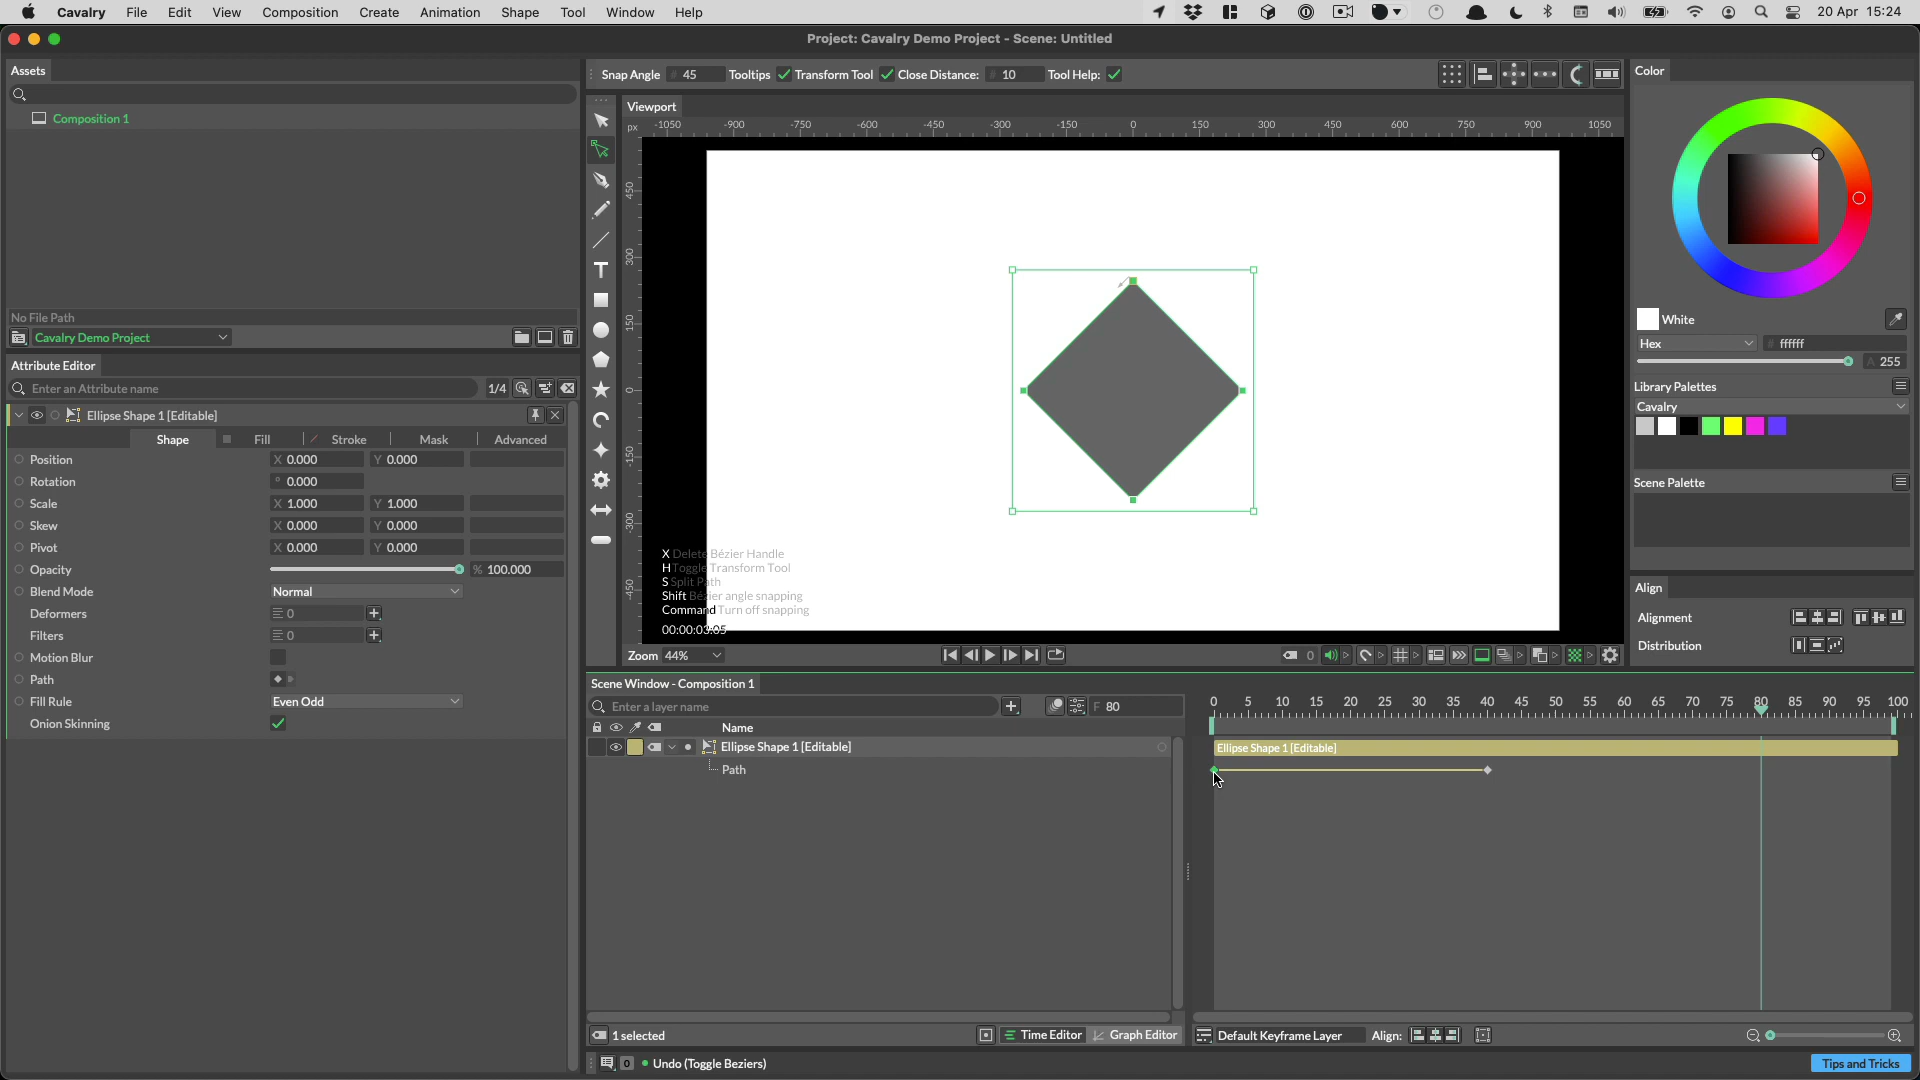 Cavalry File Edit View Composition Create Animation Shape Tool Window Help 20 Apr 15:24
Project: Cavalry Demo Project - Scene: Untitled
Assets
Composition 1
No File Path
Cavalry Demo Project
Attribute Editor
Enter an Attribute name 1/4
Ellipse Shape 1 [Editable]
Shape Fill Stroke Mask Advanced
Position X 0.000 Y 0.000
Rotation ° 0.000
Scale X 1.000 Y 1.000
Skew X 0.000 Y 0.000
Pivot X 0.000 Y 0.000
Opacity % 100.000
Blend Mode Normal
Deformers 0
Filters 0
Motion Blur
Path
Fill Rule Even Odd
Onion Skinning
Snap Angle # 45 Tooltips Transform Tool Close Distance: # 10 Tool Help:
Viewport
px -1050 -900 -750 -600 -450 -300 -150 0 150 300 450 600 750 900 1050
450
300
150
0
-150
-300
-450
X Delete Bézier Handle
H Toggle Transform Tool
S Split Path
Shift Bézier angle snapping
Command Turn off snapping
00:00:03:05
Zoom 44% 0
Scene Window - Composition 1
Enter a layer name F 80
Name
Ellipse Shape 1 [Editable]
Path
0 5 10 15 20 25 30 35 40 45 50 55 60 65 70 75 80 85 90 95 100
Ellipse Shape 1 [Editable]
1 selected Time Editor Graph Editor Default Keyframe Layer Align:
0 Undo (Toggle Beziers) Tips and Tricks
Color
White
Hex # ffffff
A 255
Library Palettes
Cavalry
Scene Palette
Align
Alignment
Distribution